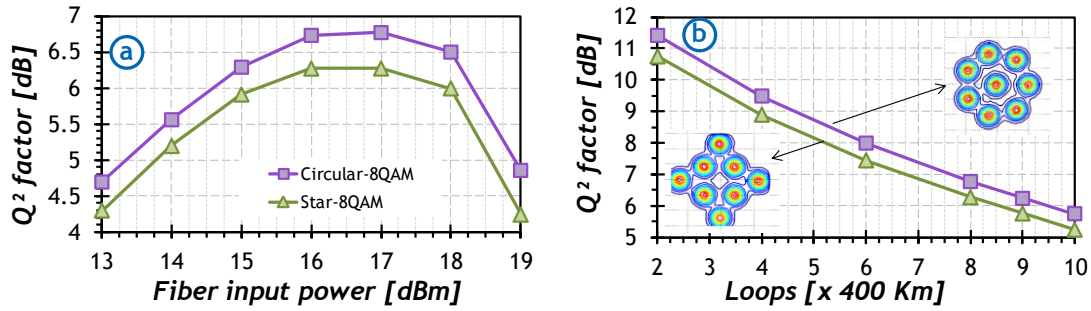 Q² factor [dB]
7
6.5
6
5.5
5
4.5
4
a
Circular-8QAM
Star-8QAM
13 14 15 16 17 18 19
Fiber input power [dBm]
Q² factor [dB]
12
11
10
9
8
7
6
5
b
2 3 4 5 6 7 8 9 10
Loops [x 400 Km]